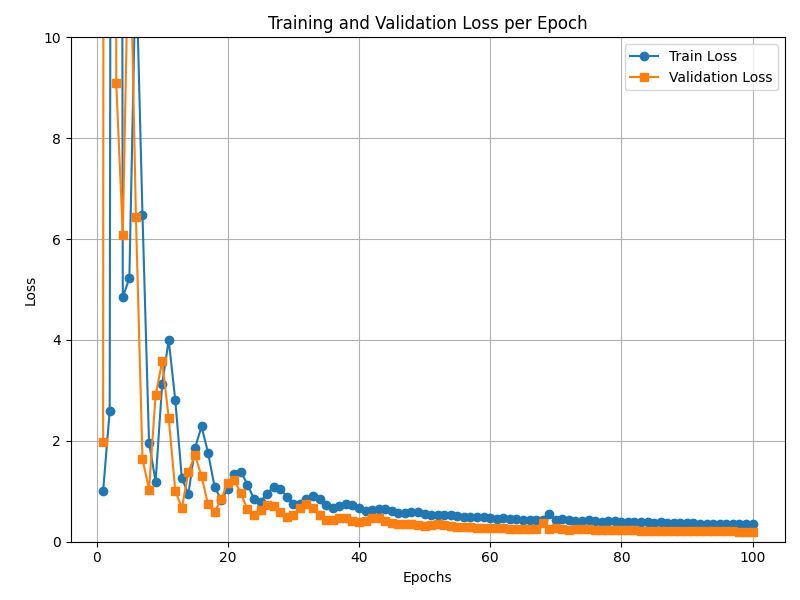 Training and Validation Loss per Epoch
Train Loss
Validation Loss
Loss
10
8
6
4
2
0
0 20 40 60 80 100
Epochs